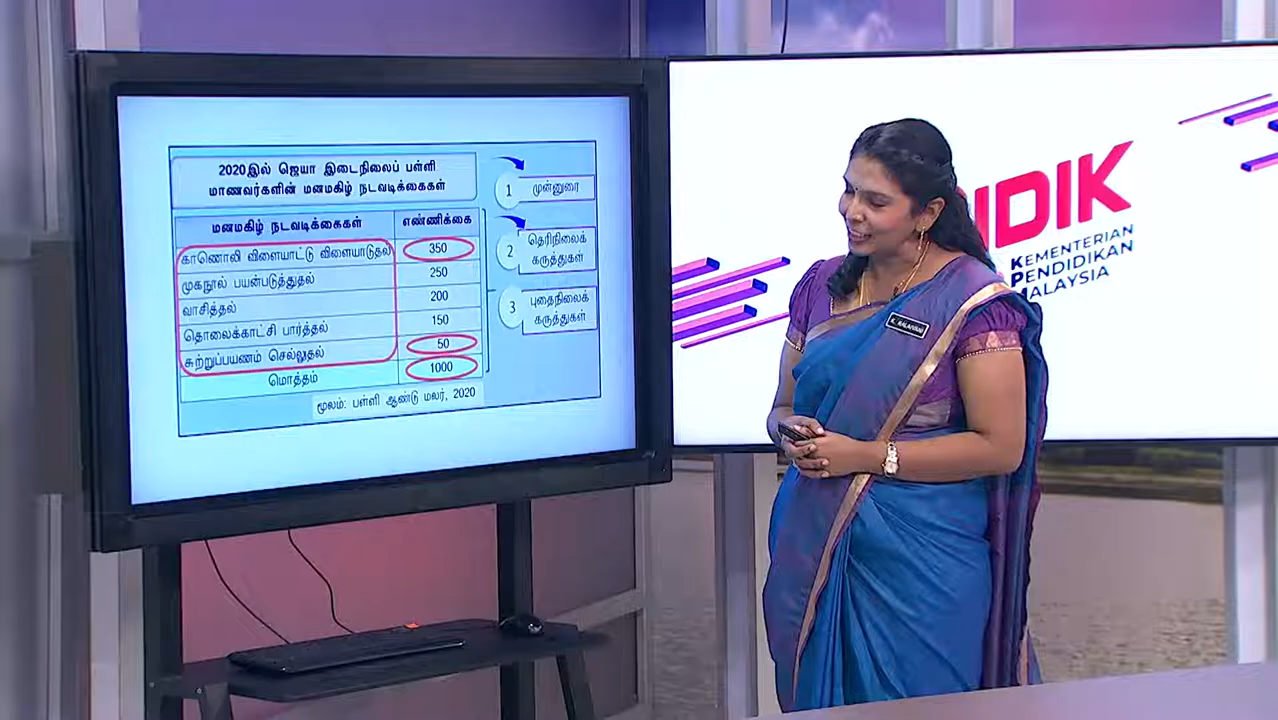 2020இல் ஜெயா இடைநிலைப் பள்ளி
மாணவர்களின் மனமகிழ் நடவடிக்கைகள்
மனமகிழ் நடவடிக்கைகள் எண்ணிக்கை
காணொலி விளையாட்டு விளையாடுதல் 350
முகநூல் பயன்படுத்துதல் 250
வாசித்தல் 200
தொலைக்காட்சி பார்த்தல் 150
சுற்றுப்பயணம் செல்லுதல் 50
மொத்தம் 1000
மூலம்: பள்ளி ஆண்டு மலர், 2020
1 முன்னுரை
2 தெரிநிலைக்
கருத்துகள்
3 புதைநிலைக்
கருத்துகள்
IDIK
KEMENTERIAN
PENDIDIKAN
MALAYSIA